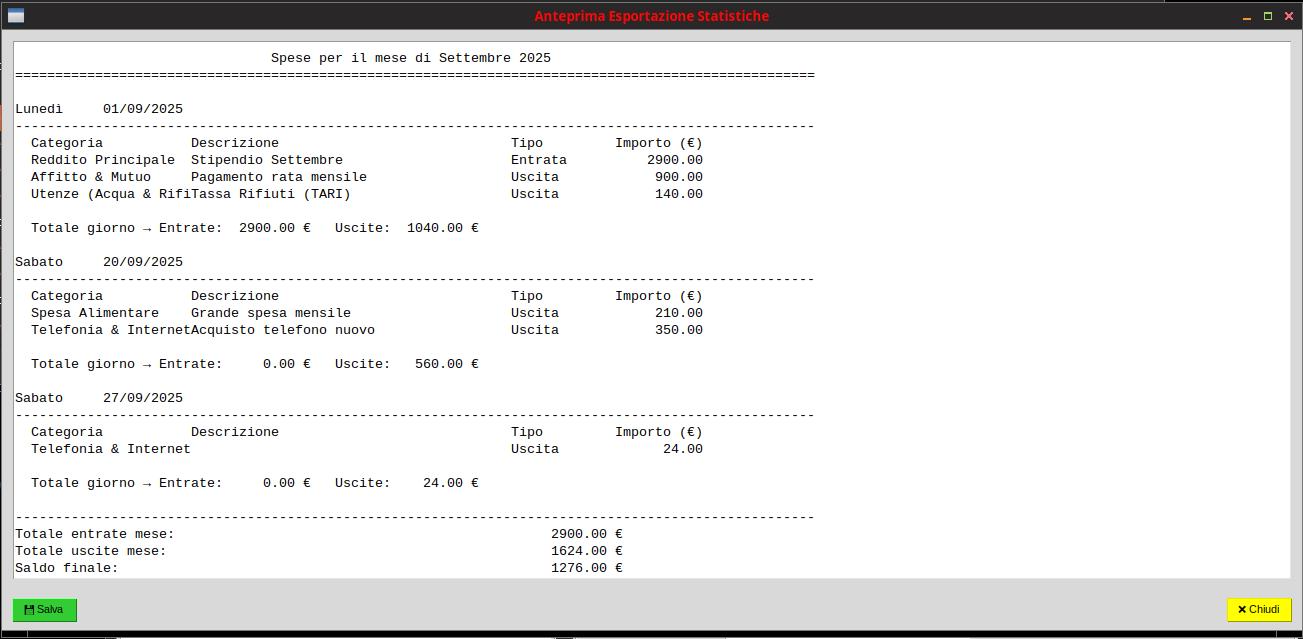 Anteprima Esportazione Statistiche
Spese per il mese di Settembre 2025
====================================================================================================
Lunedì     01/09/2025
----------------------------------------------------------------------------------------------------
  Categoria           Descrizione                             Tipo         Importo (€)
  Reddito Principale  Stipendio Settembre                     Entrata          2900.00
  Affitto & Mutuo     Pagamento rata mensile                  Uscita            900.00
  Utenze (Acqua & RifiTassa Rifiuti (TARI)                    Uscita            140.00
  Totale giorno → Entrate:  2900.00 €   Uscite:  1040.00 €
Sabato     20/09/2025
----------------------------------------------------------------------------------------------------
  Categoria           Descrizione                             Tipo         Importo (€)
  Spesa Alimentare    Grande spesa mensile                    Uscita            210.00
  Telefonia & InternetAcquisto telefono nuovo                 Uscita            350.00
  Totale giorno → Entrate:     0.00 €   Uscite:   560.00 €
Sabato     27/09/2025
----------------------------------------------------------------------------------------------------
  Categoria           Descrizione                             Tipo         Importo (€)
  Telefonia & Internet                                        Uscita             24.00
  Totale giorno → Entrate:     0.00 €   Uscite:    24.00 €
----------------------------------------------------------------------------------------------------
Totale entrate mese:                                               2900.00 €
Totale uscite mese:                                                1624.00 €
Saldo finale:                                                      1276.00 €
Salva
Chiudi